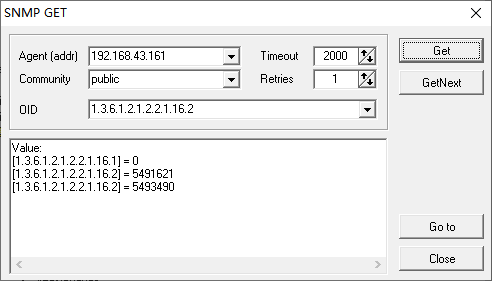 SNMP GET
Agent (addr) 192.168.43.161 Timeout 2000 Get
Community public Retries 1 GetNext
OID 1.3.6.1.2.1.2.2.1.16.2
Value:
[1.3.6.1.2.1.2.2.1.16.1] = 0
[1.3.6.1.2.1.2.2.1.16.2] = 5491621
[1.3.6.1.2.1.2.2.1.16.2] = 5493490
Go to
Close